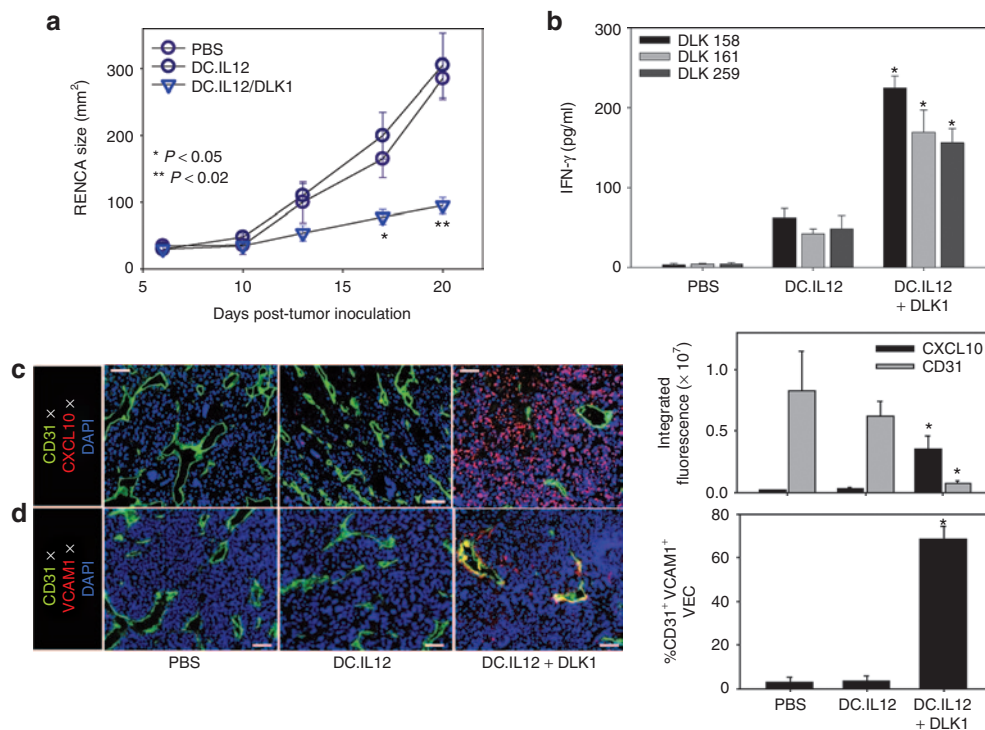 a
RENCA size (mm²)
300
200
100
0
PBS
DC.IL12
DC.IL12/DLK1
* P < 0.05
** P < 0.02
*
**
5
10
15
20
Days post-tumor inoculation
b
IFN-γ (pg/ml)
300
200
100
0
DLK 158
DLK 161
DLK 259
*
*
*
PBS
DC.IL12
DC.IL12
+ DLK1
c
CD31 ×
CXCL10 ×
DAPI
d
CD31 ×
VCAM1 ×
DAPI
PBS
DC.IL12
DC.IL12 + DLK1
Integrated
fluorescence (× 10⁷)
1.0
0.5
0.0
CXCL10
CD31
*
*
%CD31⁺ VCAM1⁺
VEC
80
60
40
20
0
*
PBS
DC.IL12
DC.IL12
+ DLK1